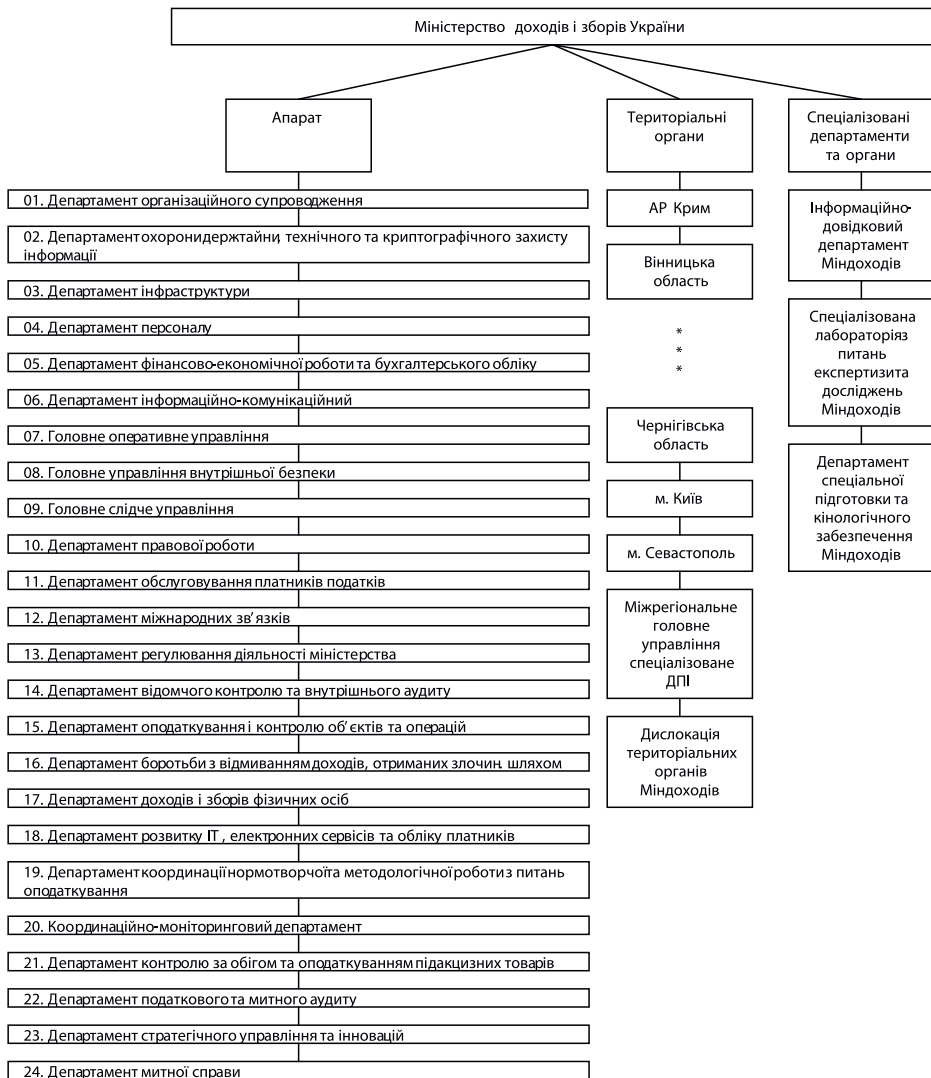 Міністерство доходів і зборів України
Апарат
01. Департамент організаційного супроводження
02. Департамент охорони держтайни, технічного та криптографічного захисту
інформації
03. Департамент інфраструктури
04. Департамент персоналу
05. Департамент фінансово-економічної роботи та бухгалтерського обліку
06. Департамент інформаційно-комунікаційний
07. Головне оперативне управління
08. Головне управління внутрішньої безпеки
09. Головне слідче управління
10. Департамент правової роботи
11. Департамент обслуговування платників податків
12. Департамент міжнародних зв'язків
13. Департамент регулювання діяльності міністерства
14. Департамент відомчого контролю та внутрішнього аудиту
15. Департамент оподаткування і контролю об'єктів та операцій
16. Департамент боротьби з відмиванням доходів, отриманих злочин. шляхом
17. Департамент доходів і зборів фізичних осіб
18. Департамент розвитку ІТ, електронних сервісів та обліку платників
19. Департамент координації нормотворчої та методологічної роботи з питань
оподаткування
20. Координаційно-моніторинговий департамент
21. Департамент контролю за обігом та оподаткуванням підакцизних товарів
22. Департамент податкового та митного аудиту
23. Департамент стратегічного управління та інновацій
24. Департамент митної справи
Територіальні
органи
АР Крим
Вінницька
область
*
*
*
Чернігівська
область
м. Київ
м. Севастополь
Міжрегіональне
головне
управління
спеціалізоване
ДПІ
Дислокація
територіальних
органів
Міндоходів
Спеціалізовані
департаменти
та органи
Інформаційно-
довідковий
департамент
Міндоходів
Спеціалізована
лабораторія з
питань
експертизи та
досліджень
Міндоходів
Департамент
спеціальної
підготовки та
кінологічного
забезпечення
Міндоходів